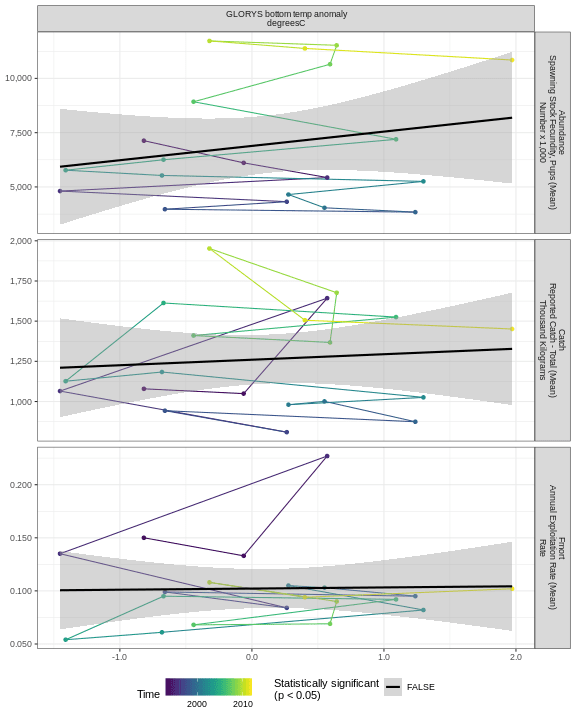 GLORYS bottom temp anomaly
degreesC
10,000
7,500
5,000
Abundance
Spawning Stock Fecundity, Pups (Mean)
Number x 1,000
2,000
1,750
1,500
1,250
1,000
Catch
Reported Catch - Total (Mean)
Thousand Kilograms
0.200
0.150
0.100
0.050
Fmort
Annual Exploitation Rate (Mean)
Rate
-1.0 0.0 1.0 2.0
Time
2000 2010
Statistically significant
(p < 0.05)
FALSE